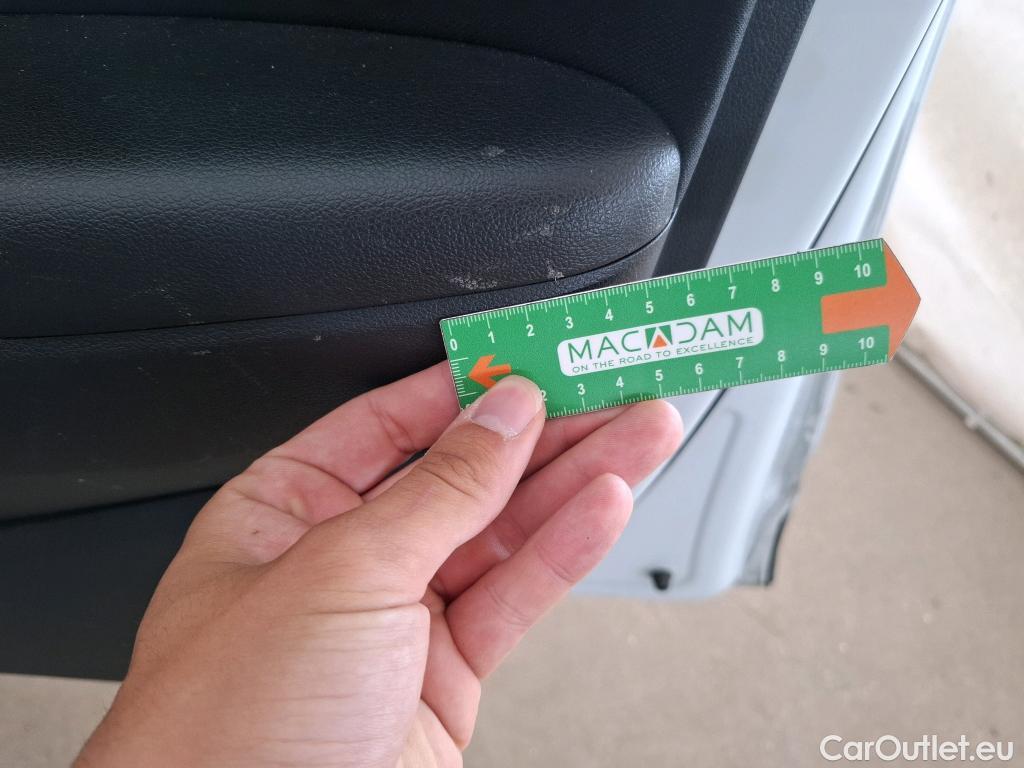 0 1 2 3 4 5 6 7 8 9 10
MACADAM
ON THE ROAD TO EXCELLENCE
2 3 4 5 6 7 8 9 10
CarOutlet.eu